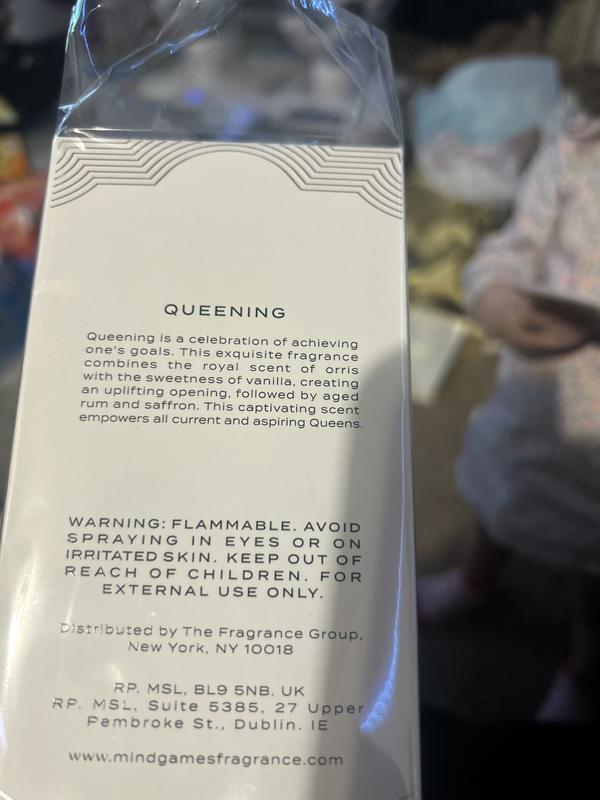 QUEENING
Queening is a celebration of achieving
one's goals. This exquisite fragrance
combines the royal scent of orris
with the sweetness of vanilla, creating
an uplifting opening, followed by aged
rum and saffron. This captivating scent
empowers all current and aspiring Queens.
WARNING: FLAMMABLE. AVOID
SPRAYING IN EYES OR ON
IRRITATED SKIN. KEEP OUT OF
REACH OF CHILDREN. FOR
EXTERNAL USE ONLY.
Distributed by The Fragrance Group,
New York, NY 10018
RP. MSL, BL9 5NB. UK
RP. MSL, Suite 5385, 27 Upper
Pembroke St., Dublin. IE
www.mindgamesfragrance.com